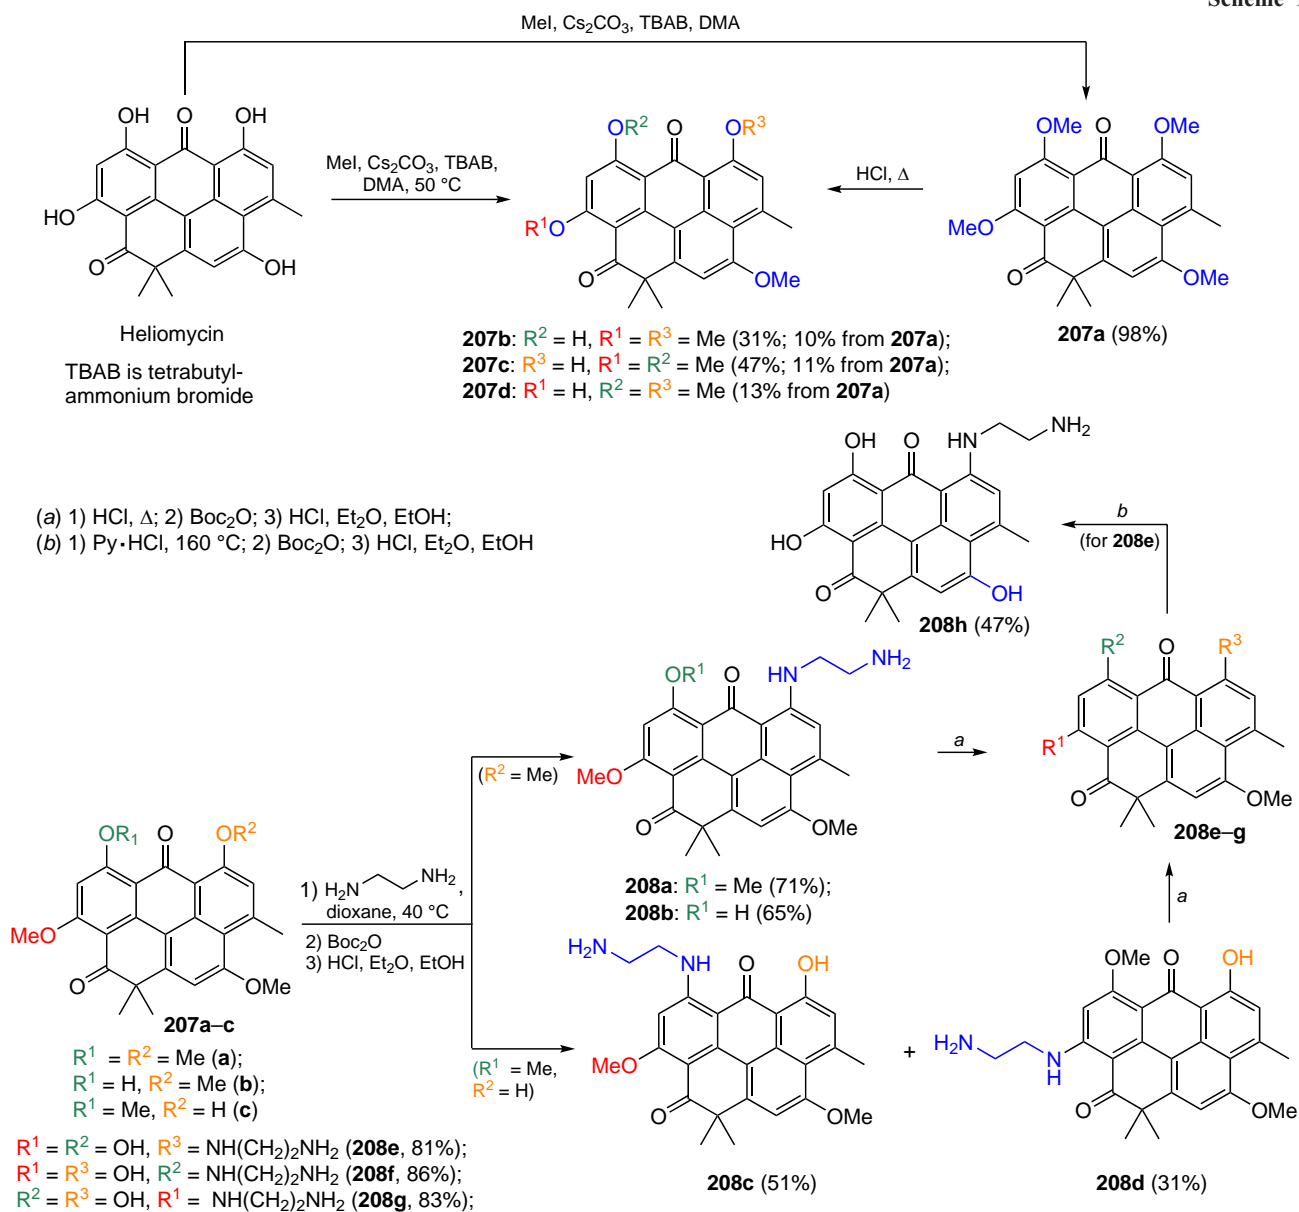 Scheme
MeI, Cs2CO3, TBAB, DMA
OH O OH
HO
O
OH
Heliomycin
TBAB is tetrabutyl-
ammonium bromide
MeI, Cs2CO3, TBAB,
DMA, 50 °C
OR2 O OR3
R1O
O
OMe
207b: R2 = H, R1 = R3 = Me (31%; 10% from 207a);
207c: R3 = H, R1 = R2 = Me (47%; 11% from 207a);
207d: R1 = H, R2 = R3 = Me (13% from 207a)
HCl, Δ
OMe O OMe
MeO
O
OMe
207a (98%)
(a) 1) HCl, Δ; 2) Boc2O; 3) HCl, Et2O, EtOH;
(b) 1) Py·HCl, 160 °C; 2) Boc2O; 3) HCl, Et2O, EtOH
OH O HN NH2
HO
O
OH
208h (47%)
b
(for 208e)
R2 O R3
R1
O
OMe
208e–g
a
a
OR1 O HN NH2
MeO
O
OMe
208a: R1 = Me (71%);
208b: R1 = H (65%)
OR1 O OR2
MeO
O
OMe
207a–c
R1 = R2 = Me (a);
R1 = H, R2 = Me (b);
R1 = Me, R2 = H (c)
1) H2N NH2,
dioxane, 40 °C
2) Boc2O
3) HCl, Et2O, EtOH
(R2 = Me)
(R1 = Me,
R2 = H)
H2N NH O OH
MeO
O
OMe
208c (51%)
+
OMe O OH
H2N N
H
O
OMe
208d (31%)
R1 = R2 = OH, R3 = NH(CH2)2NH2 (208e, 81%);
R1 = R3 = OH, R2 = NH(CH2)2NH2 (208f, 86%);
R2 = R3 = OH, R1 = NH(CH2)2NH2 (208g, 83%);